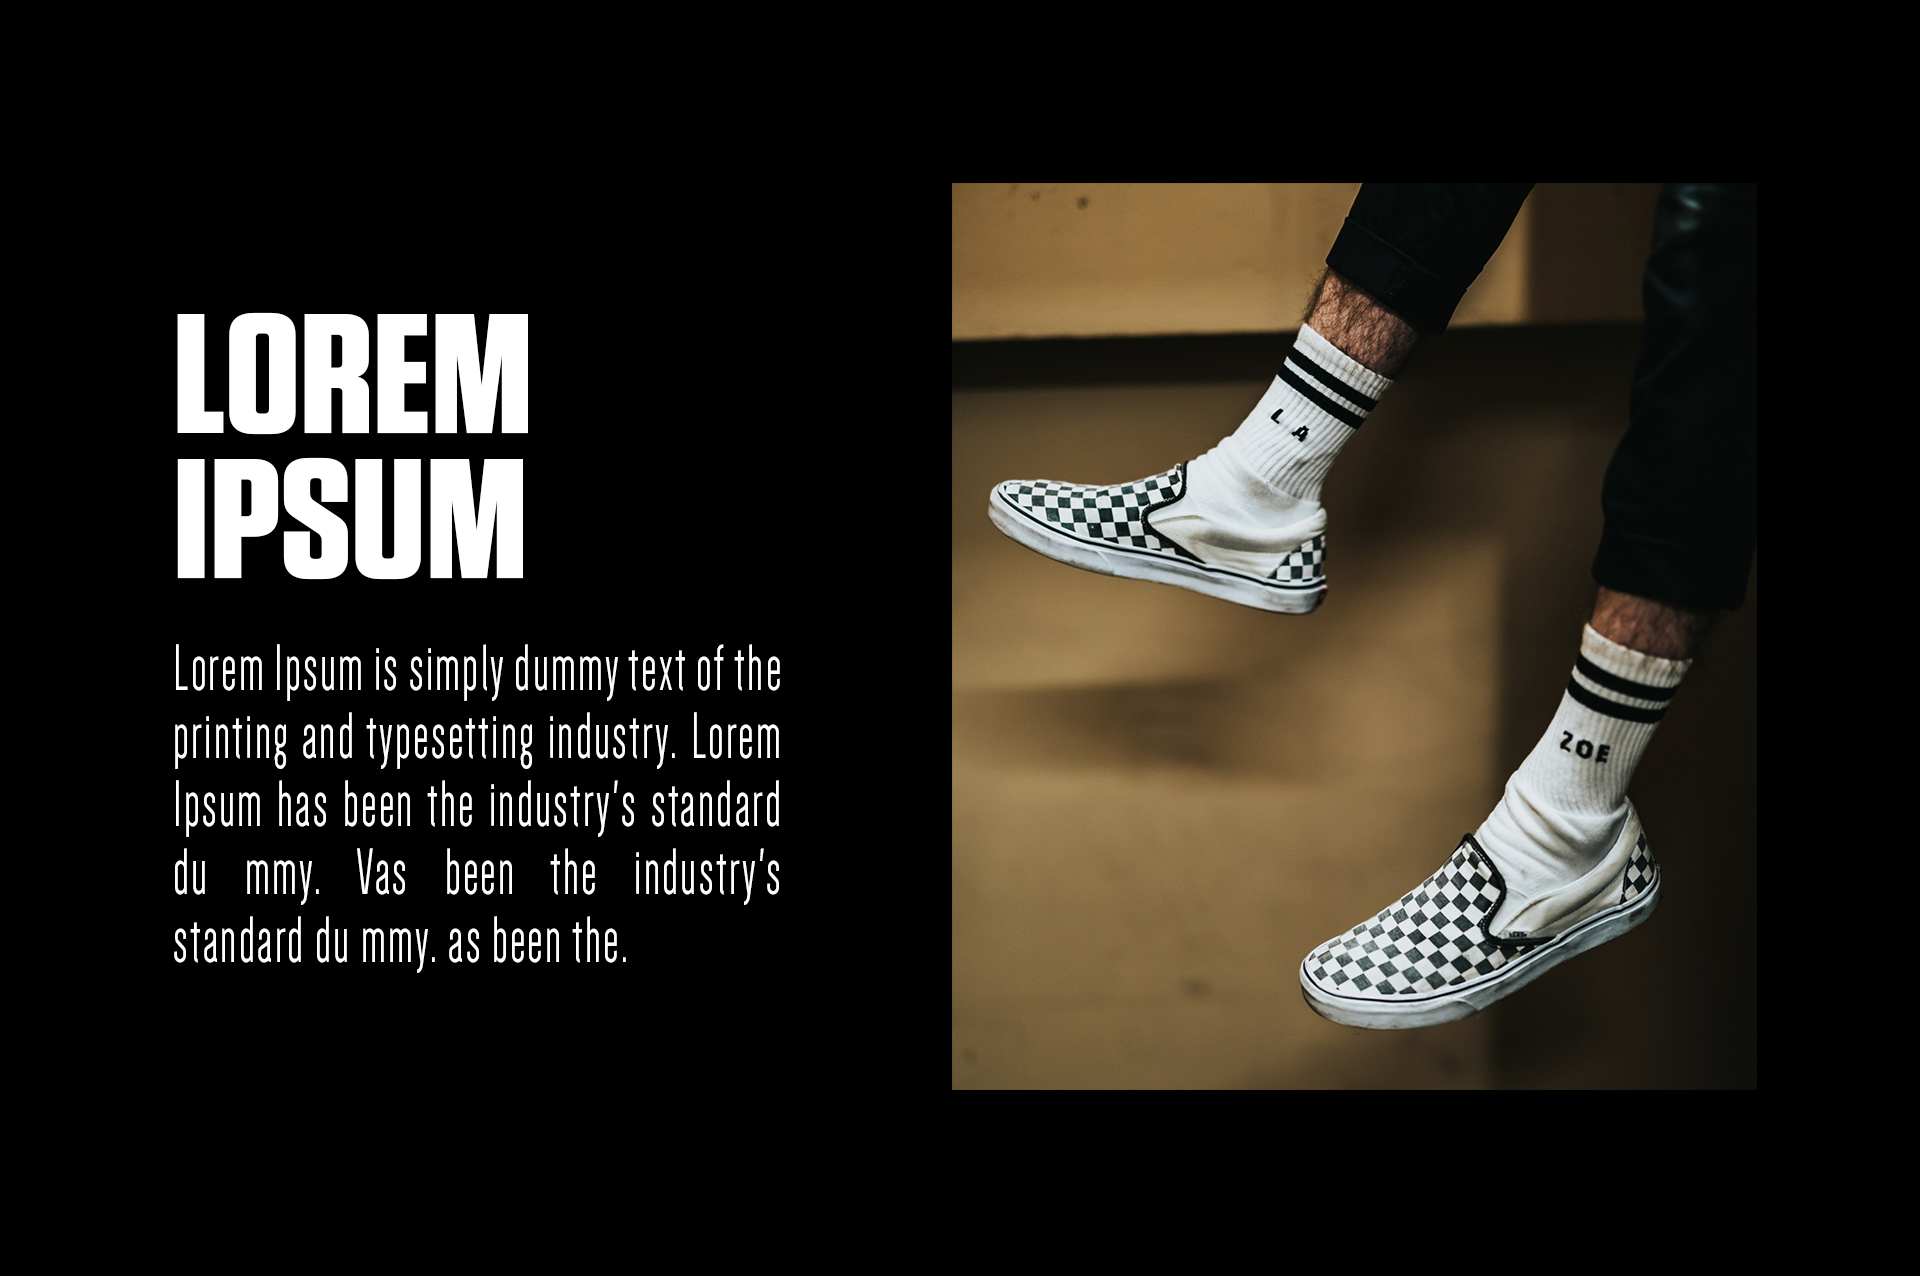 LOREM
IPSUM
Lorem Ipsum is simply dummy text of the
printing and typesetting industry. Lorem
Ipsum has been the industry's standard
du mmy. Vas been the industry's
standard du mmy. as been the.
LA
ZOE